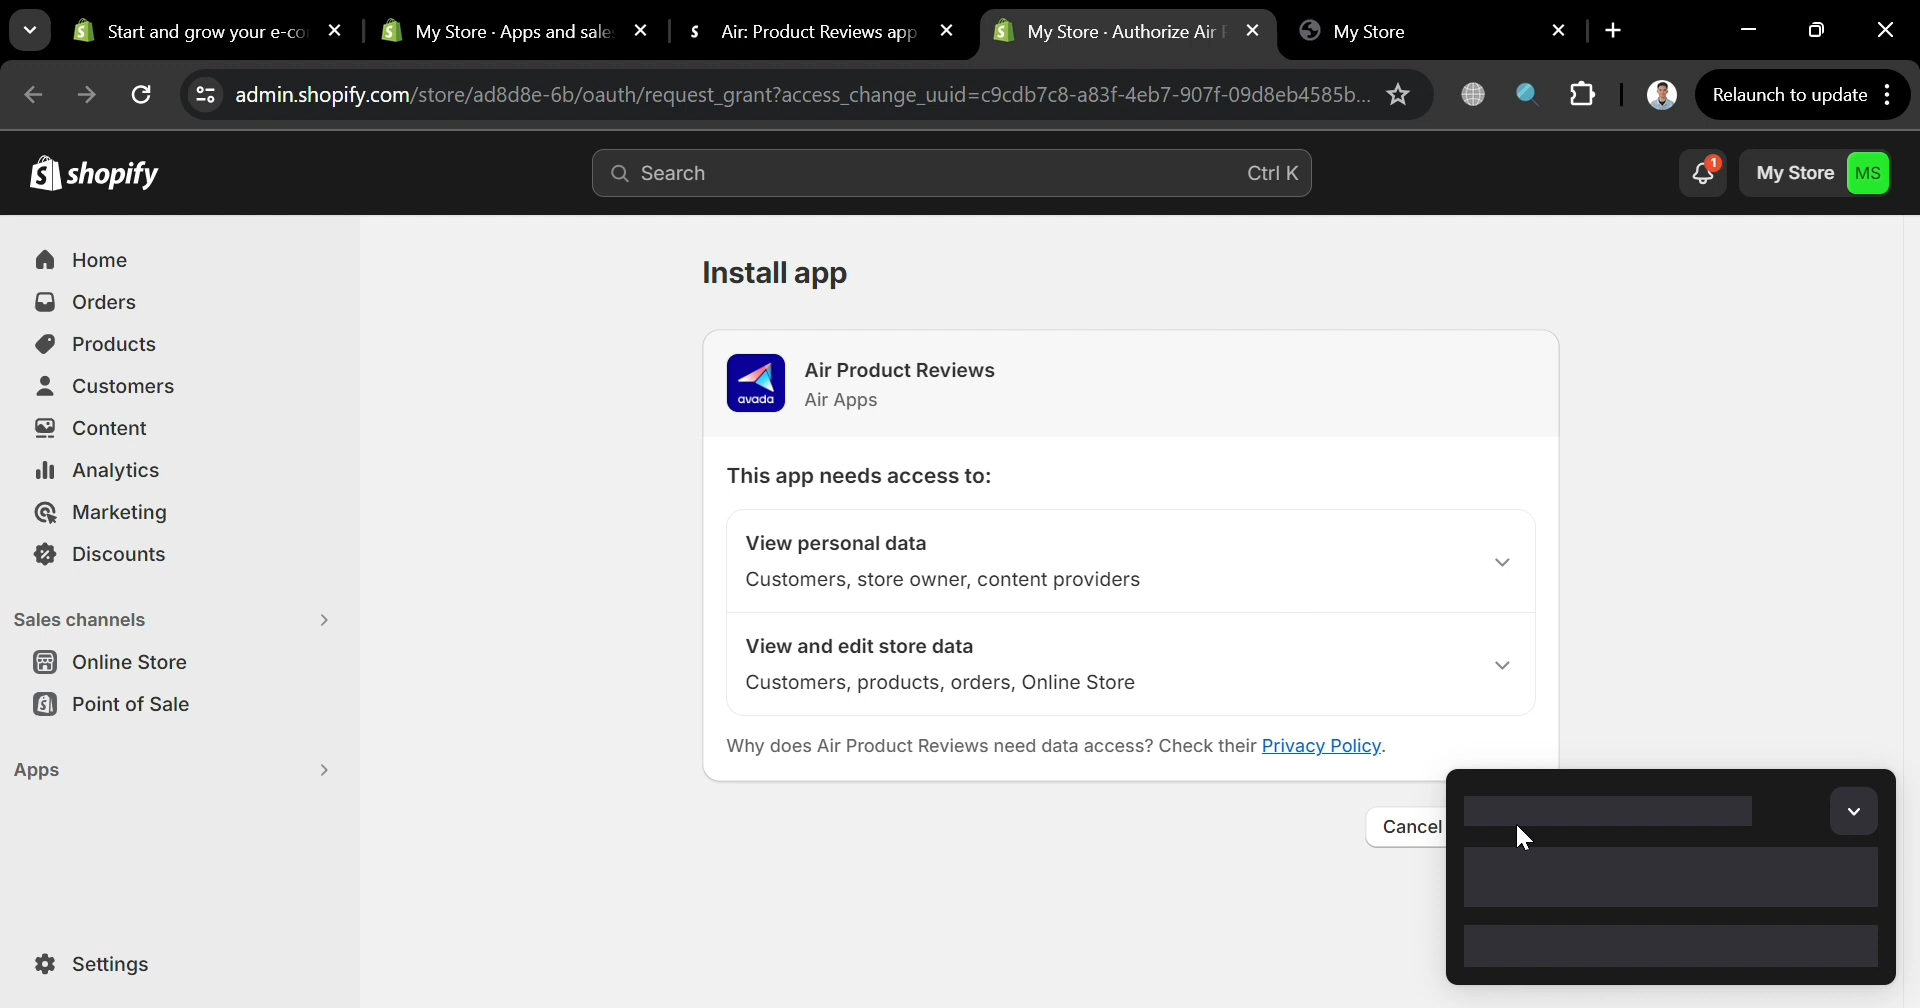 Start and grow your e-co
My Store · Apps and sale
Air: Product Reviews app
My Store · Authorize Air
My Store
admin.shopify.com/store/ad8d8e-6b/oauth/request_grant?access_change_uuid=c9cdb7c8-a83f-4eb7-907f-09d8eb4585b...
Relaunch to update
shopify
Search
Ctrl K
1
My Store
MS
Home
Orders
Products
Customers
Content
Analytics
Marketing
Discounts
Sales channels
Online Store
Point of Sale
Apps
Settings
Install app
avada
Air Product Reviews
Air Apps
This app needs access to:
View personal data
Customers, store owner, content providers
View and edit store data
Customers, products, orders, Online Store
Why does Air Product Reviews need data access? Check their Privacy Policy.
Cancel